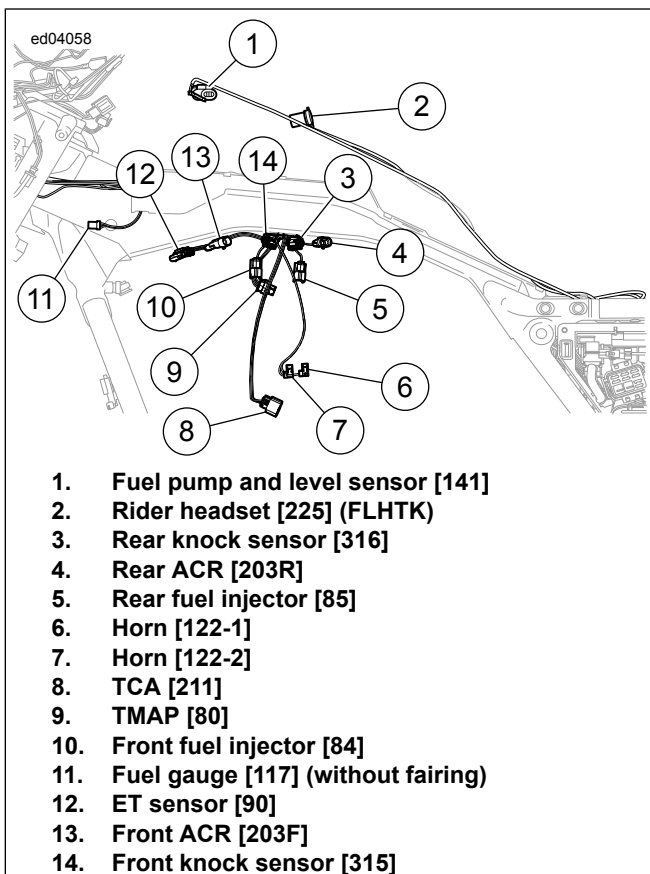 ed04058
1
2
13
14
3
12
4
11
10
5
9
6
8
7
1. Fuel pump and level sensor [141]
2. Rider headset [225] (FLHTK)
3. Rear knock sensor [316]
4. Rear ACR [203R]
5. Rear fuel injector [85]
6. Horn [122-1]
7. Horn [122-2]
8. TCA [211]
9. TMAP [80]
10. Front fuel injector [84]
11. Fuel gauge [117] (without fairing)
12. ET sensor [90]
13. Front ACR [203F]
14. Front knock sensor [315]